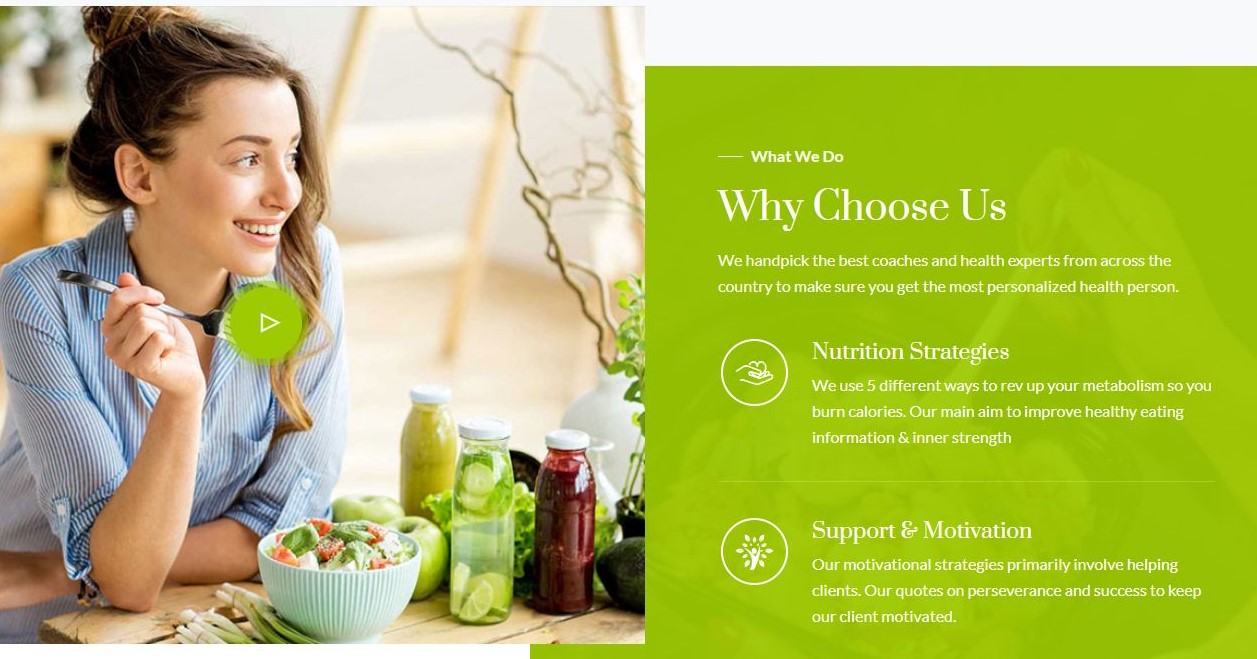 What We Do
Why Choose Us
We handpick the best coaches and health experts from across the
country to make sure you get the most personalized health person.
Nutrition Strategies
We use 5 different ways to rev up your metabolism so you
burn calories. Our main aim to improve healthy eating
information & inner strength
Support & Motivation
Our motivational strategies primarily involve helping
clients. Our quotes on perseverance and success to keep
our client motivated.